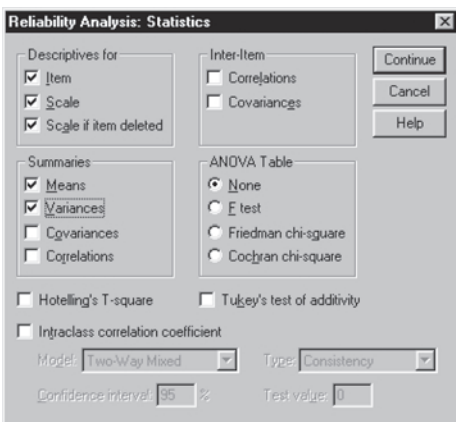 Reliability Analysis: Statistics
Descriptives for
Item
Scale
Scale if item deleted
Inter-Item
Correlations
Covariances
Continue
Cancel
Help
Summaries
Means
Variances
Covariances
Correlations
ANOVA Table
None
F test
Friedman chi-square
Cochran chi-square
Hotelling's T-square
Tukey's test of additivity
Intraclass correlation coefficient
Model: Two-Way Mixed
Type: Consistency
Confidence interval: 95 %
Test value: 0